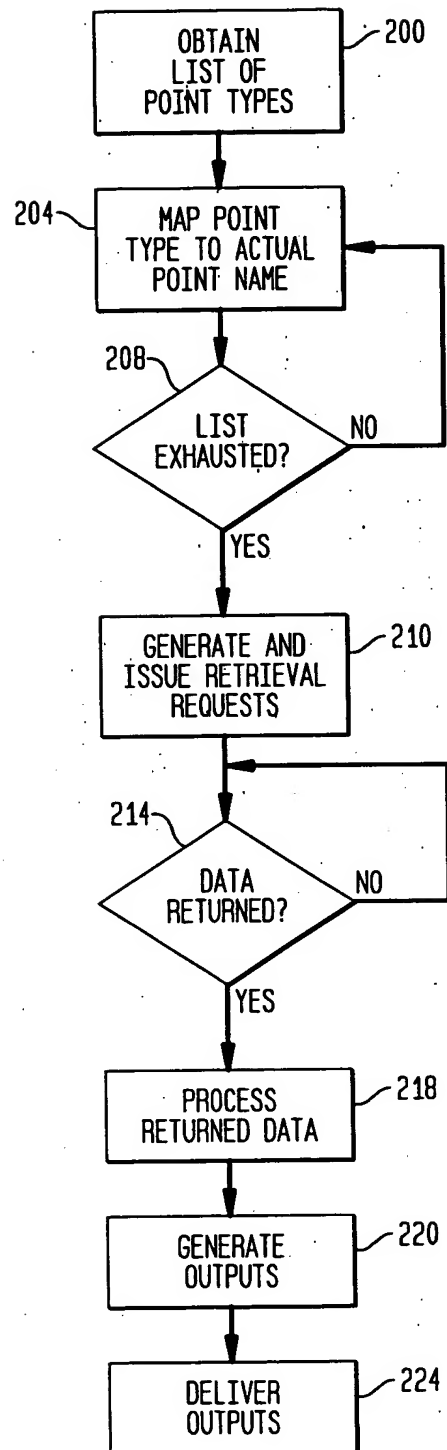 OBTAIN
LIST OF
POINT TYPES
200
204
MAP POINT
TYPE TO ACTUAL
POINT NAME
208
LIST
EXHAUSTED?
NO
YES
GENERATE AND
ISSUE RETRIEVAL
REQUESTS
210
214
DATA
RETURNED?
NO
YES
PROCESS
RETURNED DATA
218
GENERATE
OUTPUTS
220
DELIVER
OUTPUTS
224